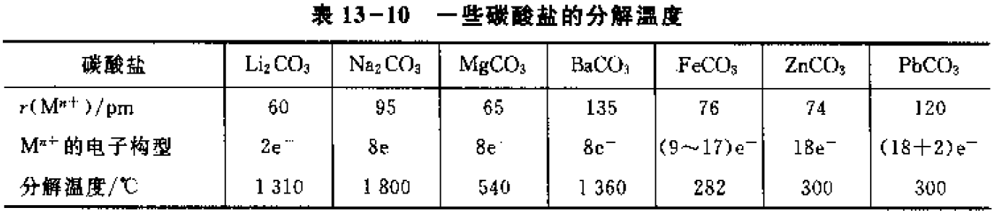 表 13-10 一些碳酸盐的分解温度
碳酸盐 Li₂CO₃ Na₂CO₃ MgCO₃ BaCO₃ FeCO₃ ZnCO₃ PbCO₃
r(Mⁿ⁺)/pm 60 95 65 135 76 74 120
Mⁿ⁺的电子构型 2e⁻ 8e 8e⁻ 8e⁻ (9~17)e⁻ 18e⁻ (18+2)e⁻
分解温度/℃ 1 310 1 800 540 1 360 282 300 300